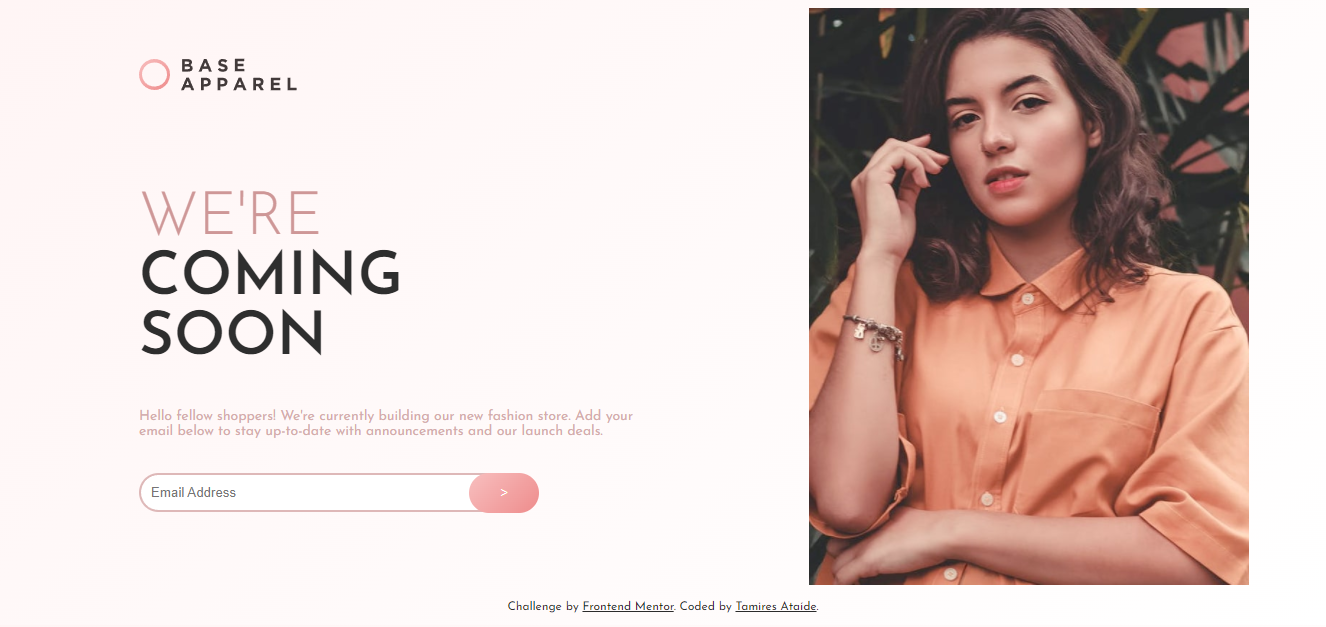 BASE
APPAREL
WE'RE
COMING
SOON
Hello fellow shoppers! We're currently building our new fashion store. Add your
email below to stay up-to-date with announcements and our launch deals.
Email Address
>
Challenge by Frontend Mentor. Coded by Tamires Ataide.